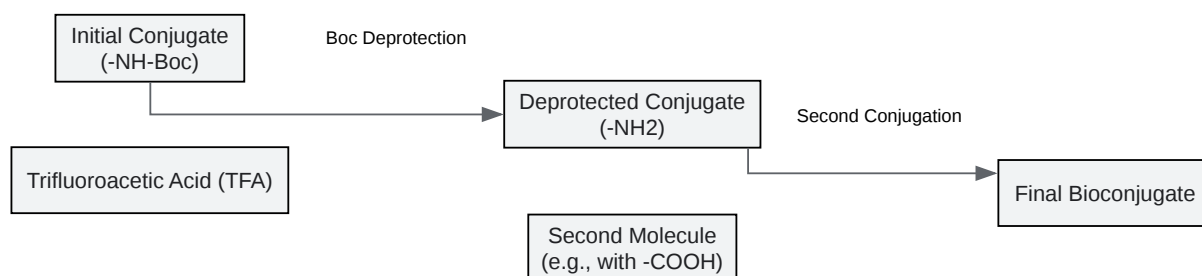 Initial Conjugate
(-NH-Boc)
Boc Deprotection
Deprotected Conjugate
(-NH2)
Second Conjugation
Trifluoroacetic Acid (TFA)
Final Bioconjugate
Second Molecule
(e.g., with -COOH)